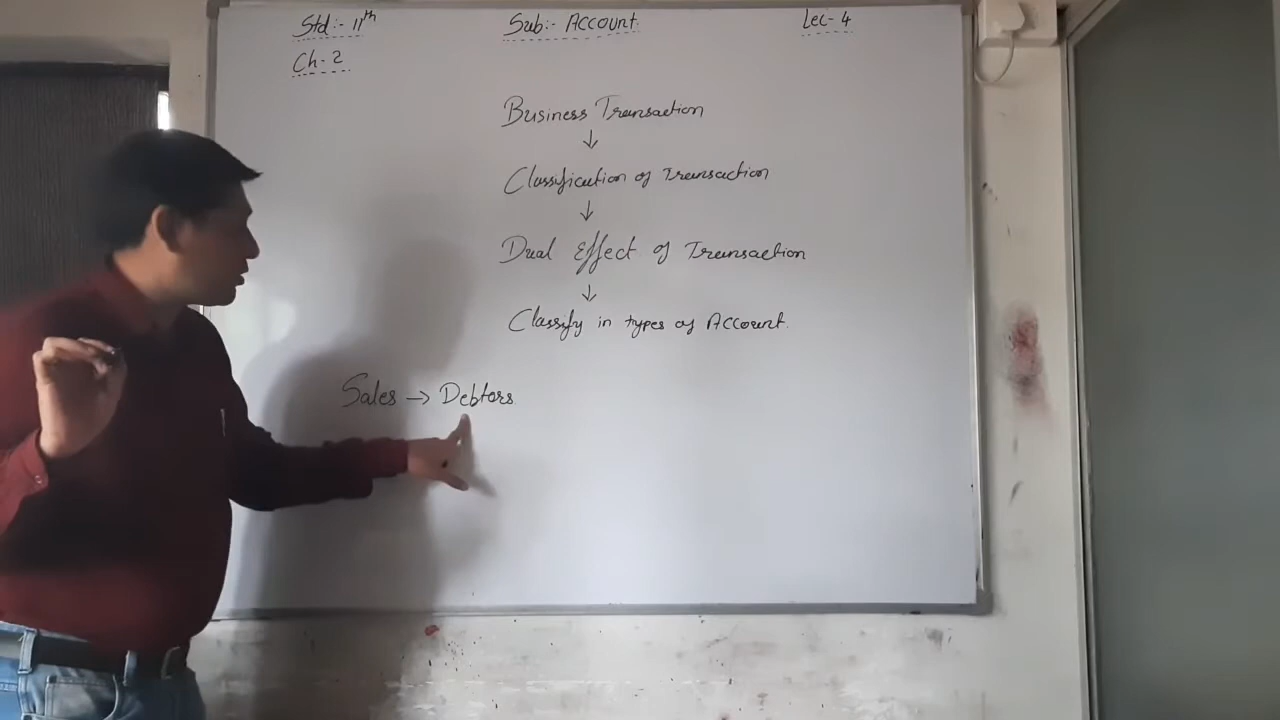 Std:- 11th Sub:- Account Lec- 4
Ch- 2
Business Transaction
↓
Classification of Transaction
↓
Dual Effect of Transaction
↓
Classify in types of Account.
Sales → Debtors